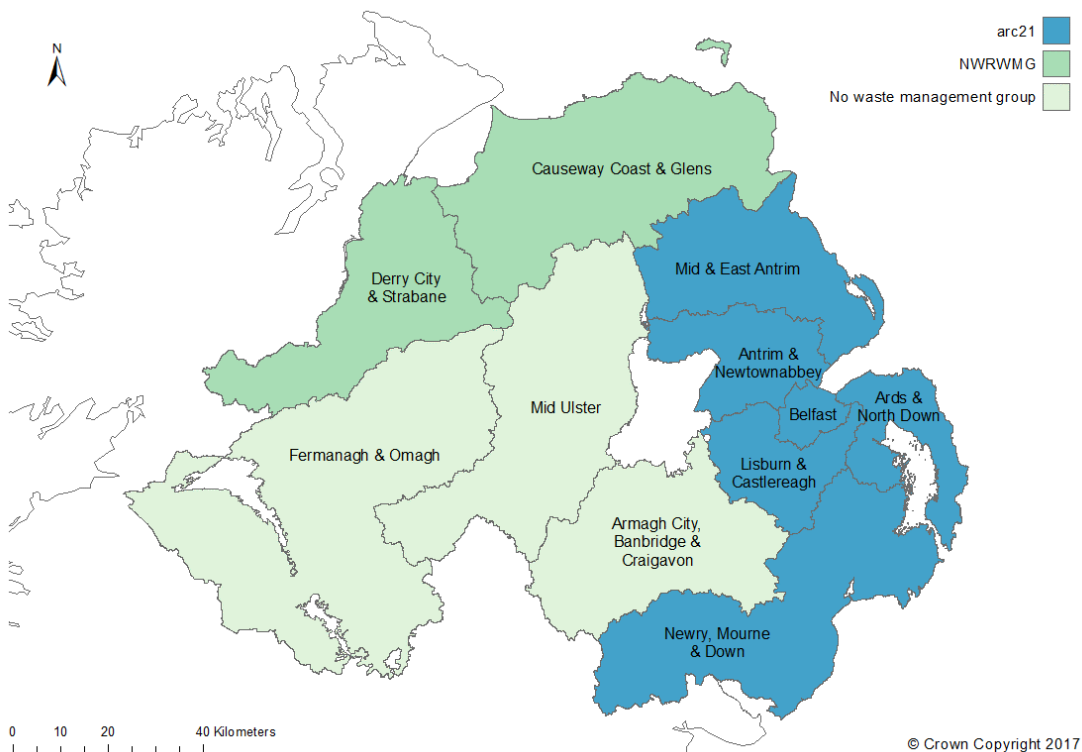 N
arc21
NWRWMG
No waste management group
Causeway Coast & Glens
Derry City
& Strabane
Mid & East Antrim
Antrim &
Newtownabbey
Belfast
Ards &
North Down
Mid Ulster
Fermanagh & Omagh
Lisburn &
Castlereagh
Armagh City,
Banbridge &
Craigavon
Newry, Mourne
& Down
0 10 20 40 Kilometers
© Crown Copyright 2017